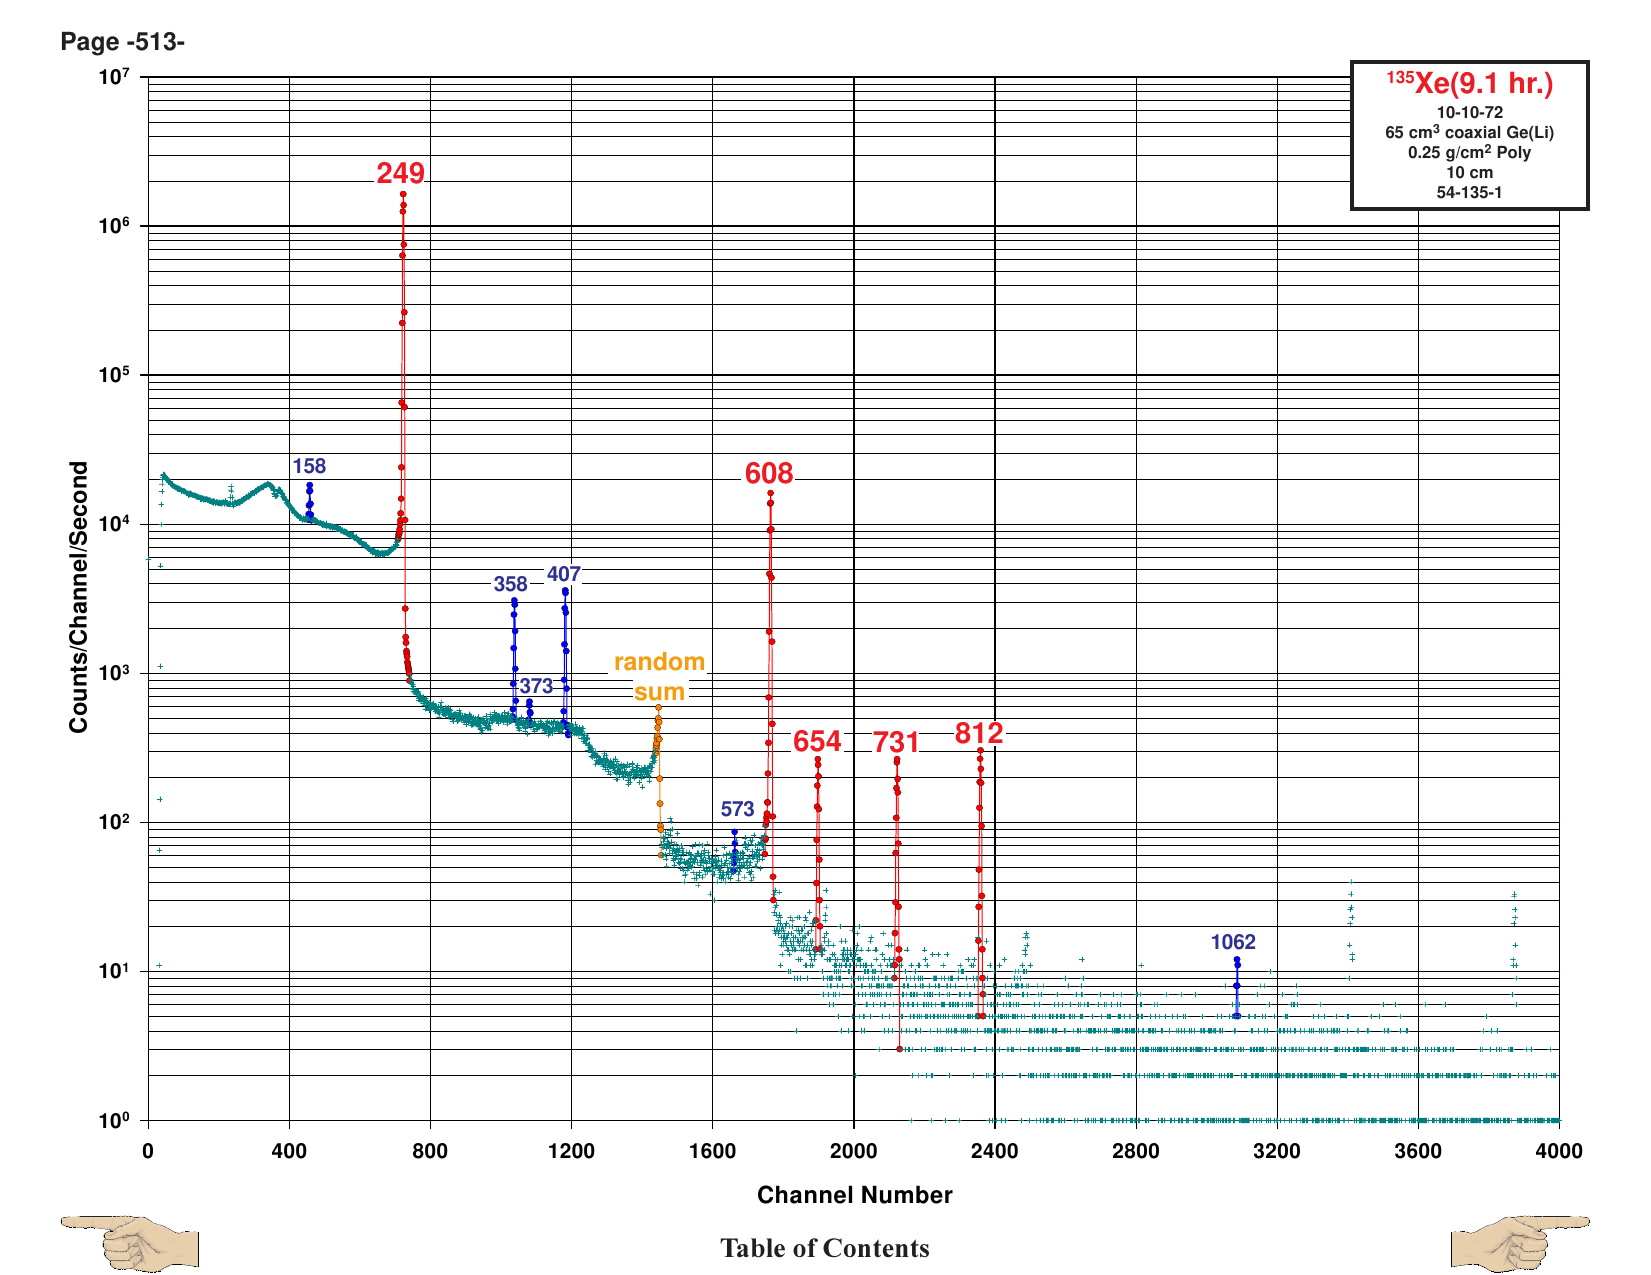 Page -513-
¹³⁵Xe(9.1 hr.)
10-10-72
65 cm³ coaxial Ge(Li)
0.25 g/cm² Poly
10 cm
54-135-1
10⁷
10⁶
10⁵
10⁴
10³
10²
10¹
10⁰
Counts/Channel/Second
249
158
608
358
407
373
random
sum
654
731
812
573
1062
0 400 800 1200 1600 2000 2400 2800 3200 3600 4000
Channel Number
Table of Contents